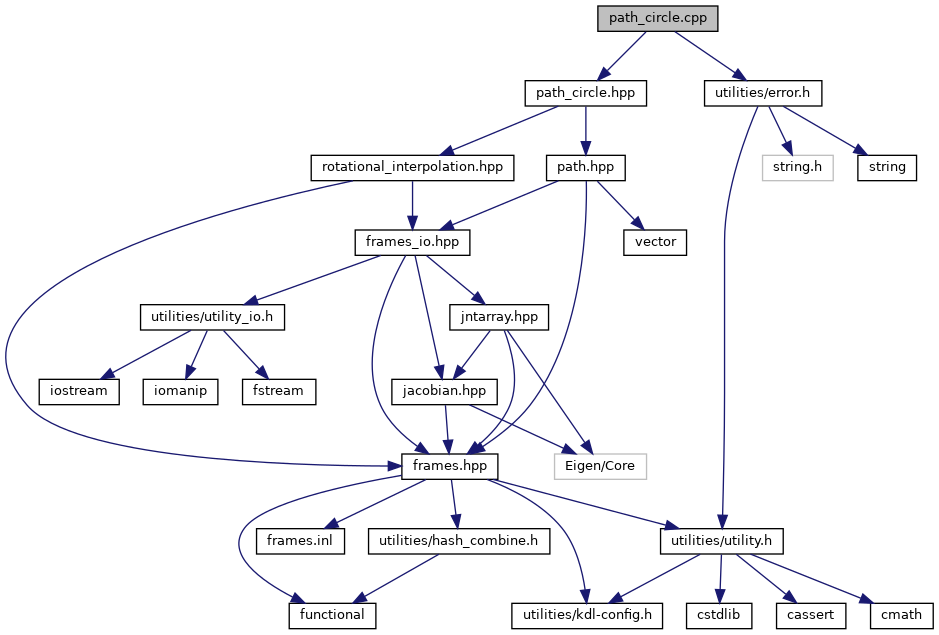 path_circle.cpp
path_circle.hpp
utilities/error.h
rotational_interpolation.hpp
path.hpp
string.h
string
frames_io.hpp
vector
utilities/utility_io.h
jntarray.hpp
iostream
iomanip
fstream
jacobian.hpp
frames.hpp
Eigen/Core
frames.inl
utilities/hash_combine.h
utilities/utility.h
functional
utilities/kdl-config.h
cstdlib
cassert
cmath